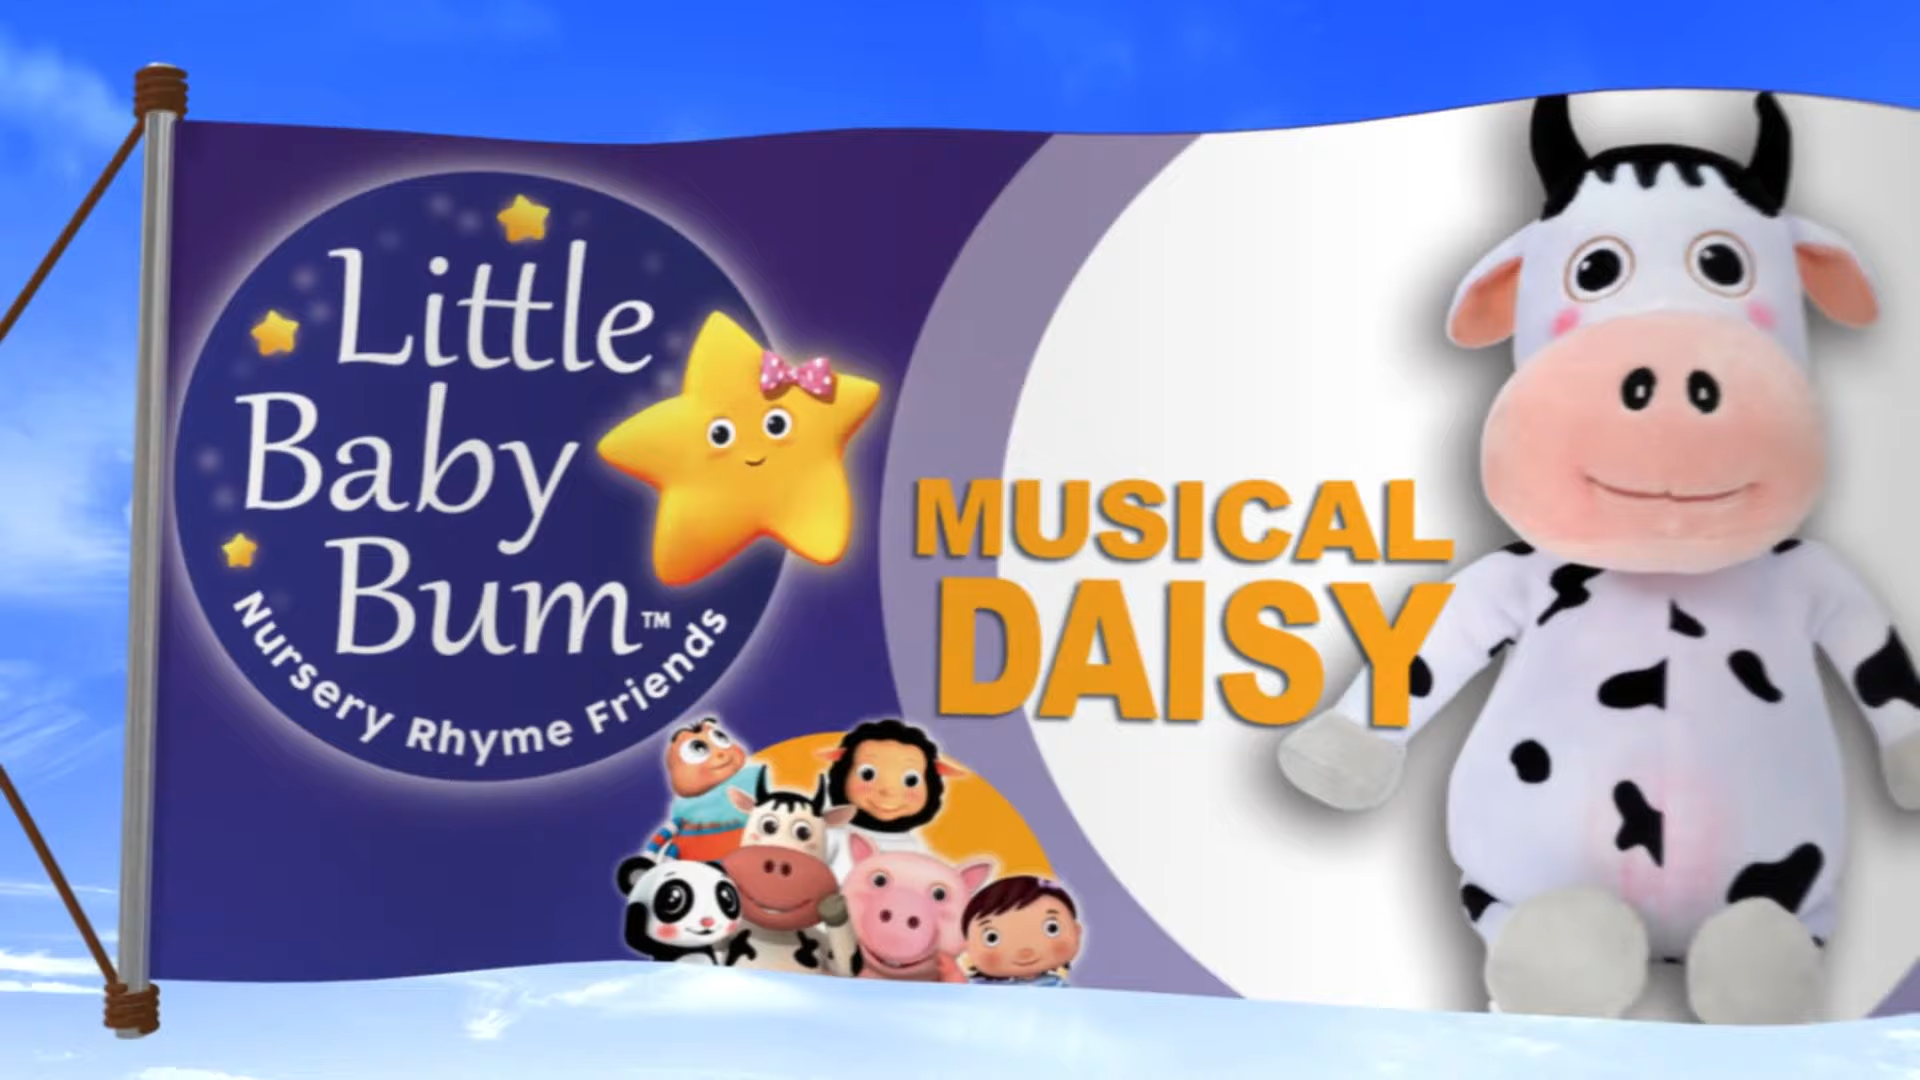 Little
Baby
Bum™
Nursery Rhyme Friends
MUSICAL
DAISY